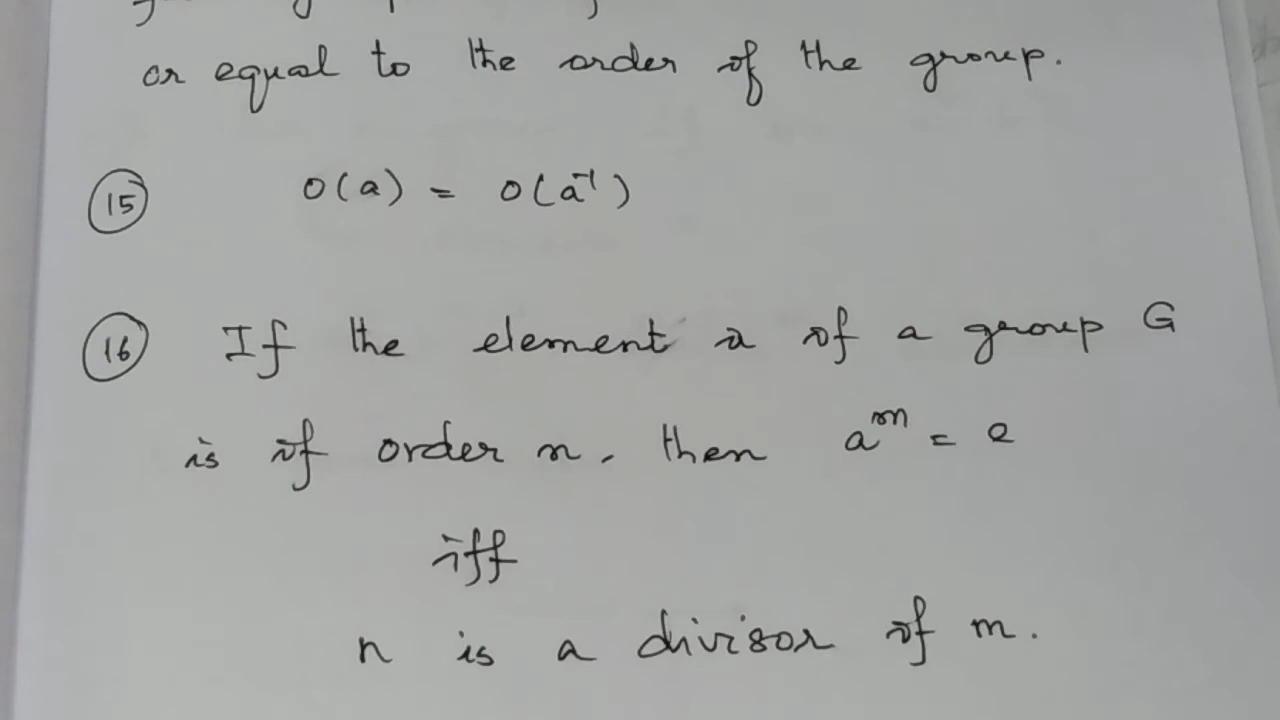 or equal to the order of the group.
15 O(a) = O(a⁻¹)
16 If the element a of a group G
is of order n, then aᵐ = e
iff
n is a divisor of m.